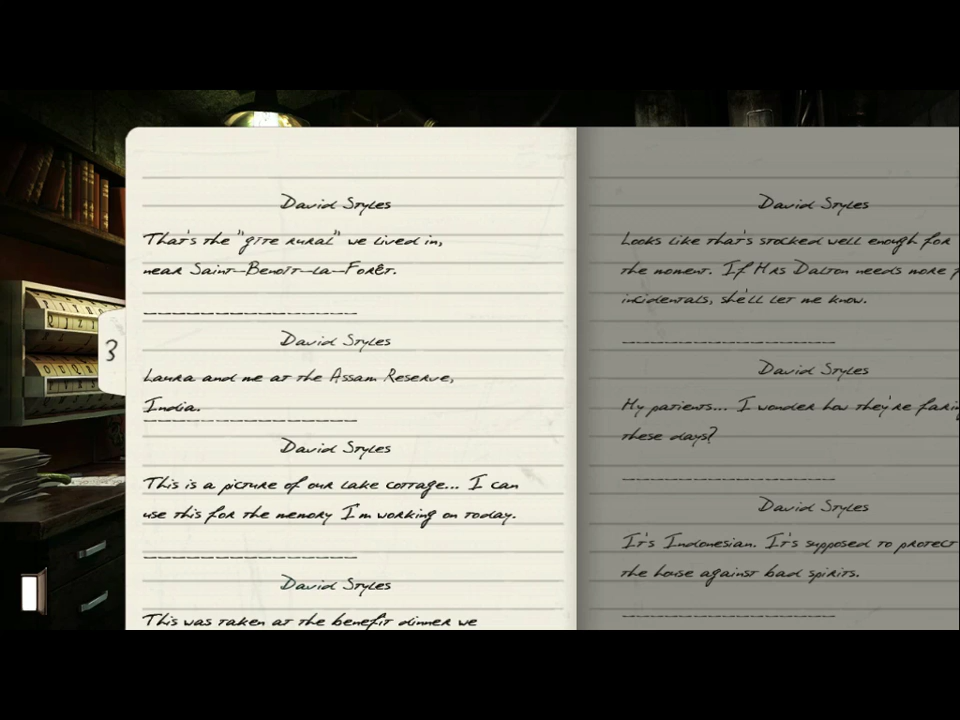 David Styles
That's the "gîte rural" we lived in,
near Saint-Benoît-la-Forêt.
David Styles
Laura and me at the Assam Reserve,
India.
David Styles
This is a picture of our lake cottage... I can
use this for the memory I'm working on today.
David Styles
This was taken at the benefit dinner we
3
David Styles
Looks like that's stocked well enough for
the moment. If Mrs Dalton needs more
incidentals, she'll let me know.
David Styles
My patients... I wonder how they're
these days?
David Styles
It's Indonesian. It's supposed to protect
the house against bad spirits.